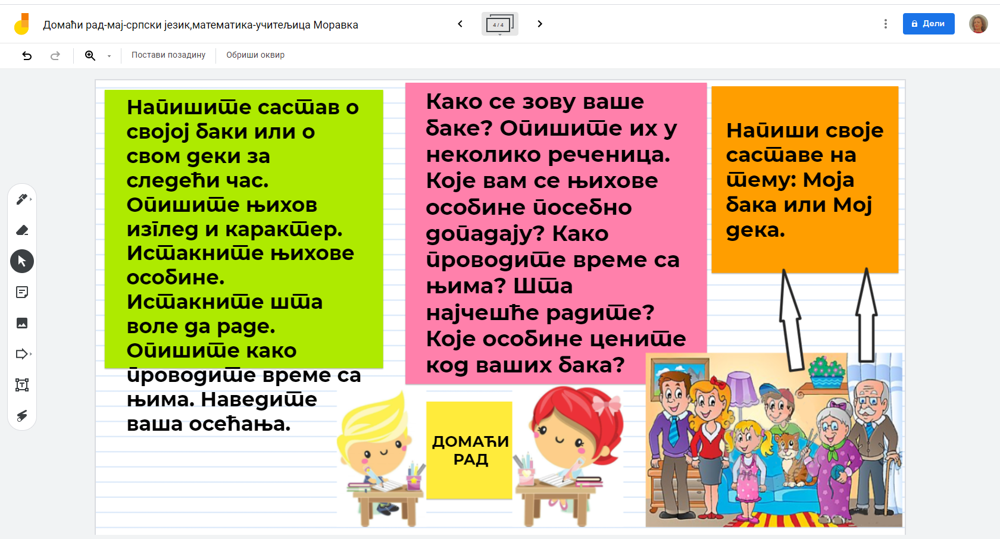 Домаћи рад-мај-српски језик,математика-учитељица Моравка
4 / 4
Дели
Постави позадину
Обриши оквир
Напишите састав о
својој баки или о
свом деки за
следећи час.
Опишите њихов
изглед и карактер.
Истакните њихове
особине.
Истакните шта
воле да раде.
Опишите како
проводите време са
њима. Наведите
ваша осећања.
Како се зову ваше
баке? Опишите их у
неколико реченица.
Које вам се њихове
особине посебно
допадају? Како
проводите време са
њима? Шта
најчешће радите?
Које особине цените
код ваших бака?
Напиши своје
саставе на
тему: Моја
бака или Мој
дека.
ДОМАЋИ
РАД